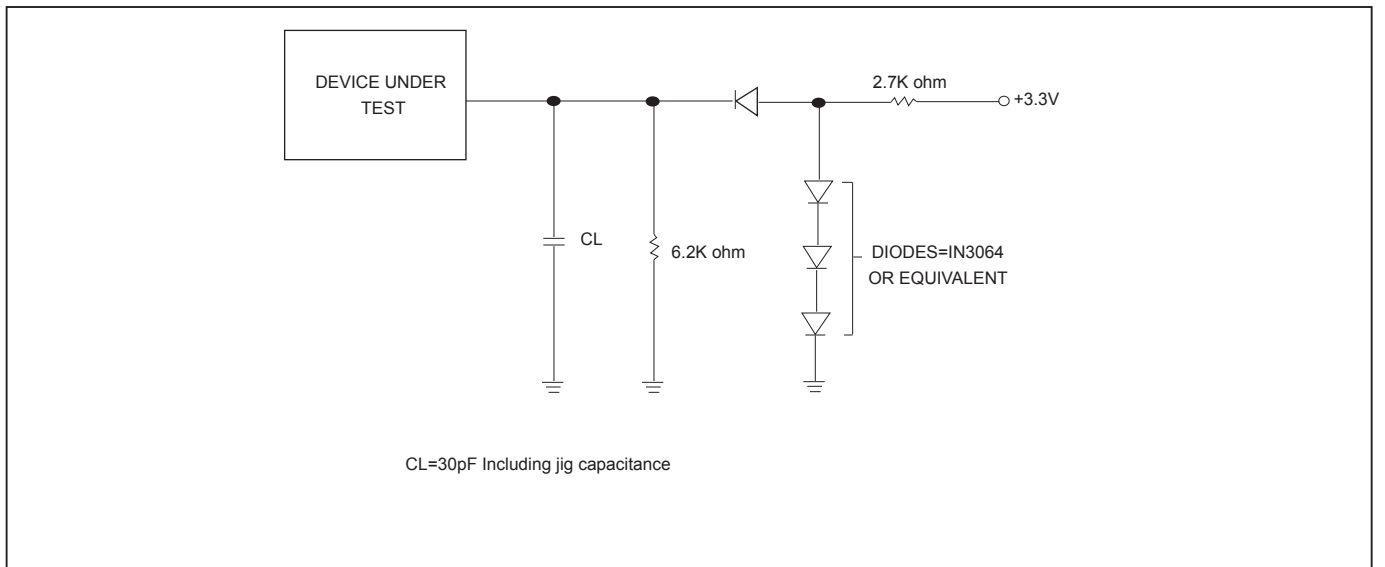 DEVICE UNDER
TEST
2.7K ohm
+3.3V
CL
6.2K ohm
DIODES=IN3064
OR EQUIVALENT
CL=30pF Including jig capacitance